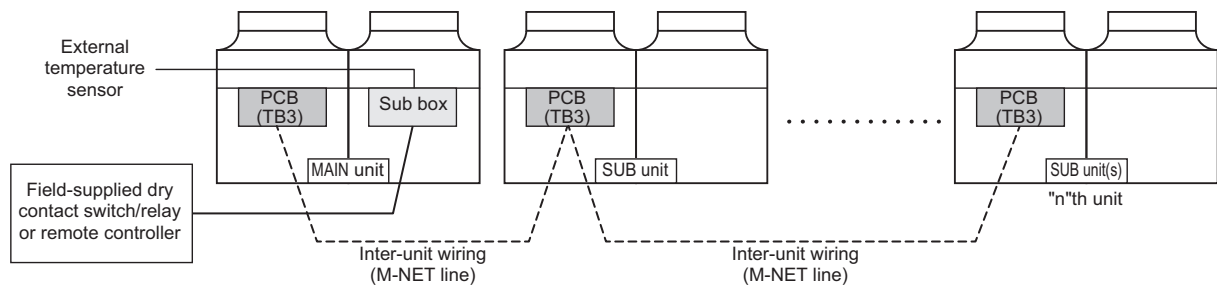 External
temperature
sensor
PCB
(TB3)
Sub box
MAIN unit
PCB
(TB3)
SUB unit
PCB
(TB3)
SUB unit(s)
"n"th unit
Field-supplied dry
contact switch/relay
or remote controller
Inter-unit wiring
(M-NET line)
Inter-unit wiring
(M-NET line)